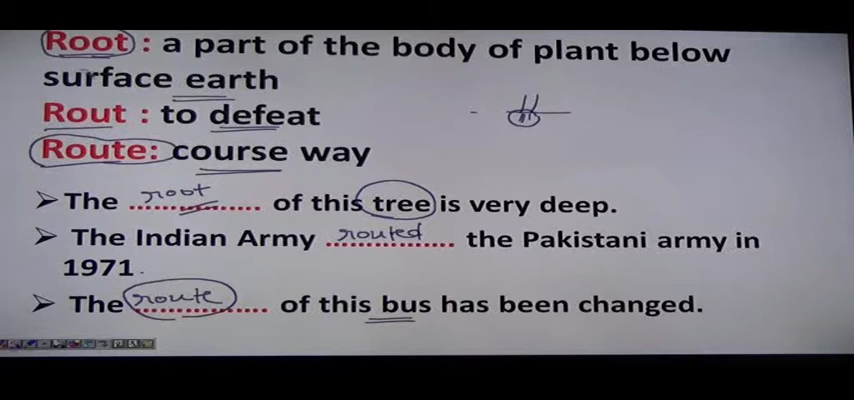 Root : a part of the body of plant below
surface earth
Rout : to defeat
Route: course way
➢ The ...root... of this tree is very deep.
➢ The Indian Army ...routed... the Pakistani army in
1971.
➢ The ...route... of this bus has been changed.